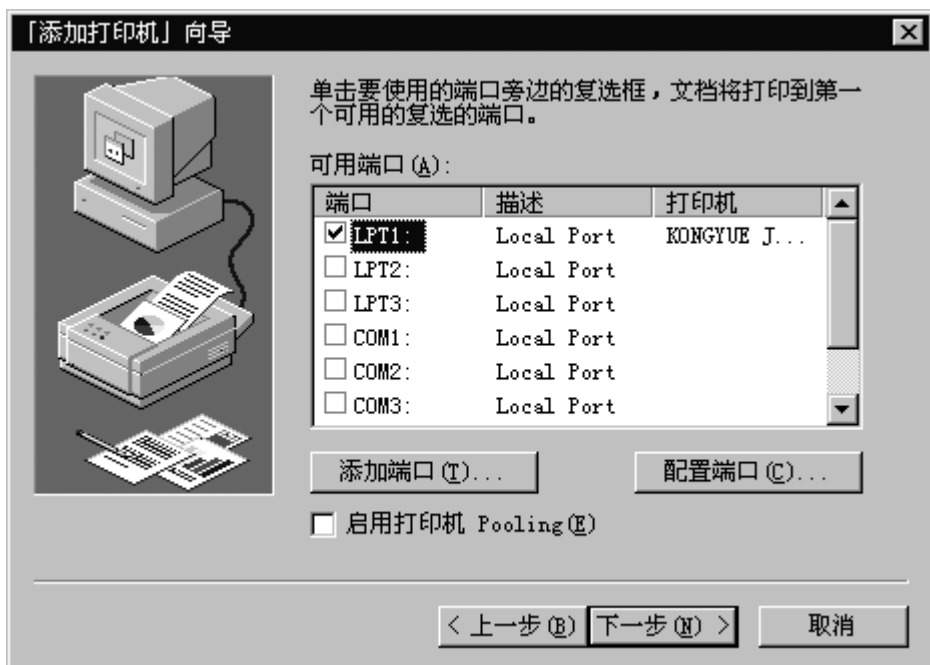 「添加打印机」向导
单击要使用的端口旁边的复选框，文档将打印到第一
个可用的复选的端口。
可用端口(A):
端口 描述 打印机
LPT1: Local Port KONGYUE J...
LPT2: Local Port
LPT3: Local Port
COM1: Local Port
COM2: Local Port
COM3: Local Port
添加端口(T)... 配置端口(C)...
启用打印机 Pooling(E)
< 上一步(B) 下一步(N) > 取消